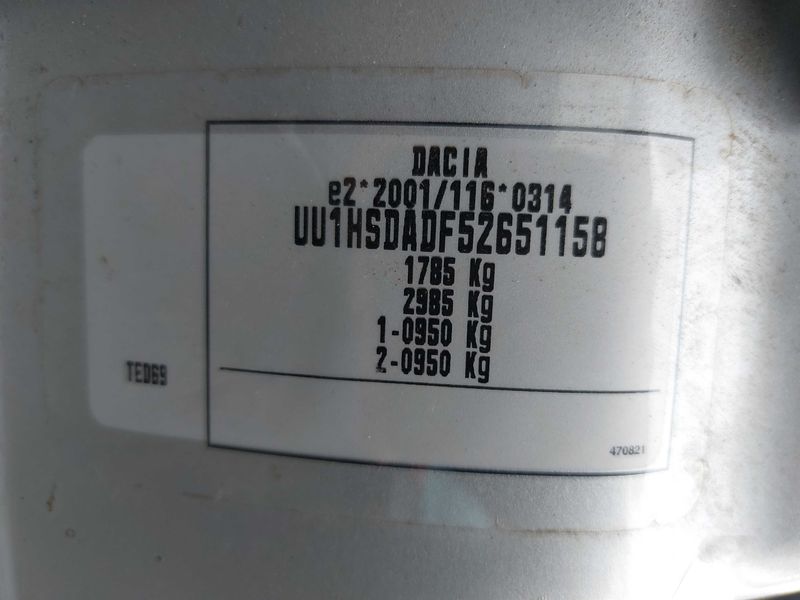 DACIA
e2*2001/116*0314
UU1HSDADF52651158
1785 Kg
2985 Kg
1-0950 Kg
2-0950 Kg
TED69
470821